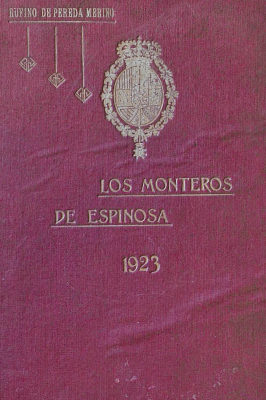 RUFINO DE PEREDA MERINO
LOS MONTEROS
DE ESPINOSA
1923